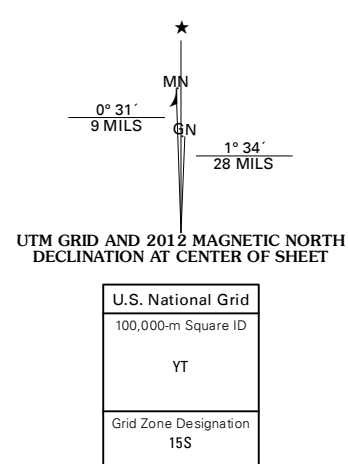 ★
MN
0° 31´
9 MILS
GN
1° 34´
28 MILS
UTM GRID AND 2012 MAGNETIC NORTH
DECLINATION AT CENTER OF SHEET
U.S. National Grid
100,000-m Square ID
YT
Grid Zone Designation
15S